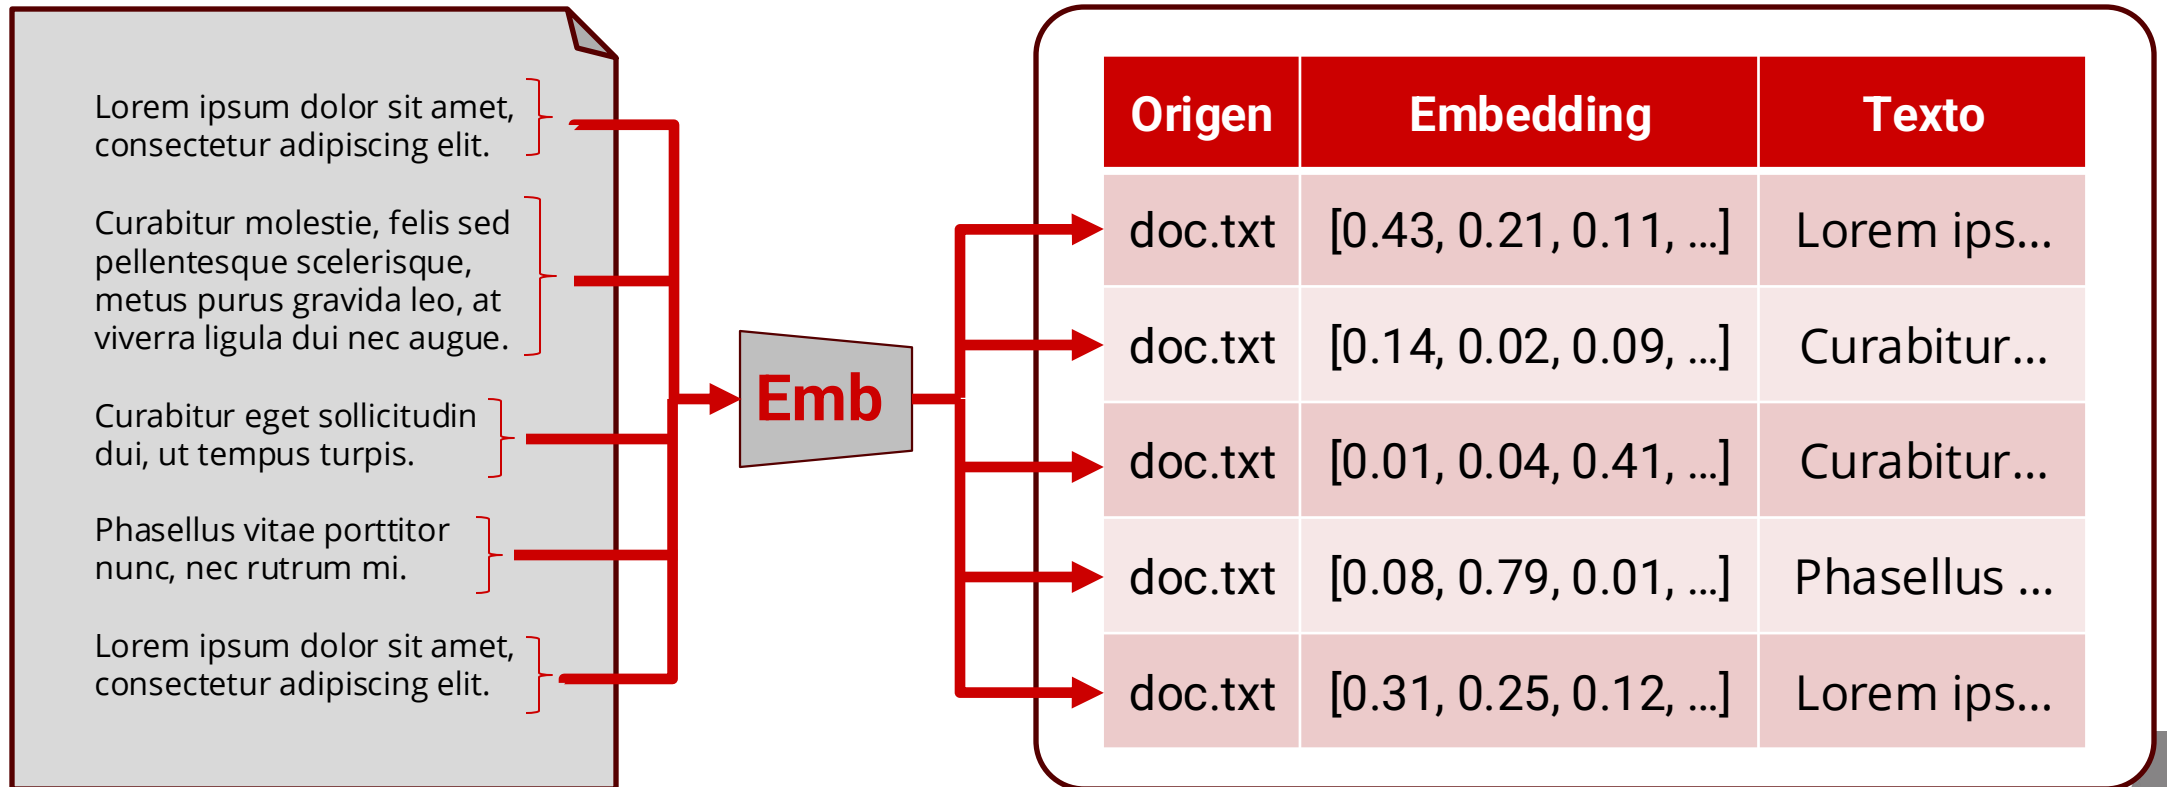 Lorem ipsum dolor sit amet,
consectetur adipiscing elit.
Curabitur molestie, felis sed
pellentesque scelerisque,
metus purus gravida leo, at
viverra ligula dui nec augue.
Curabitur eget sollicitudin
dui, ut tempus turpis.
Phasellus vitae porttitor
nunc, nec rutrum mi.
Lorem ipsum dolor sit amet,
consectetur adipiscing elit.
Emb
Origen Embedding Texto
doc.txt [0.43, 0.21, 0.11, ...] Lorem ips...
doc.txt [0.14, 0.02, 0.09, ...] Curabitur...
doc.txt [0.01, 0.04, 0.41, ...] Curabitur...
doc.txt [0.08, 0.79, 0.01, ...] Phasellus ...
doc.txt [0.31, 0.25, 0.12, ...] Lorem ips...